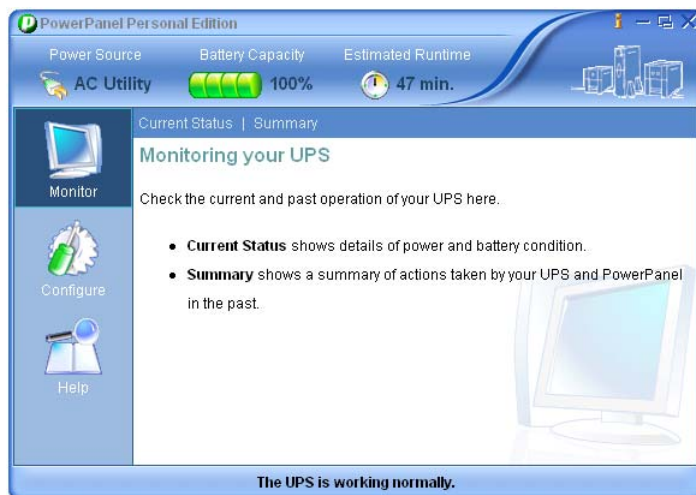 PowerPanel Personal Edition
Power Source
Battery Capacity
Estimated Runtime
AC Utility
100%
47 min.
Current Status | Summary
Monitoring your UPS
Monitor
Check the current and past operation of your UPS here.
• Current Status shows details of power and battery condition.
• Summary shows a summary of actions taken by your UPS and PowerPanel
in the past.
Configure
Help
The UPS is working normally.